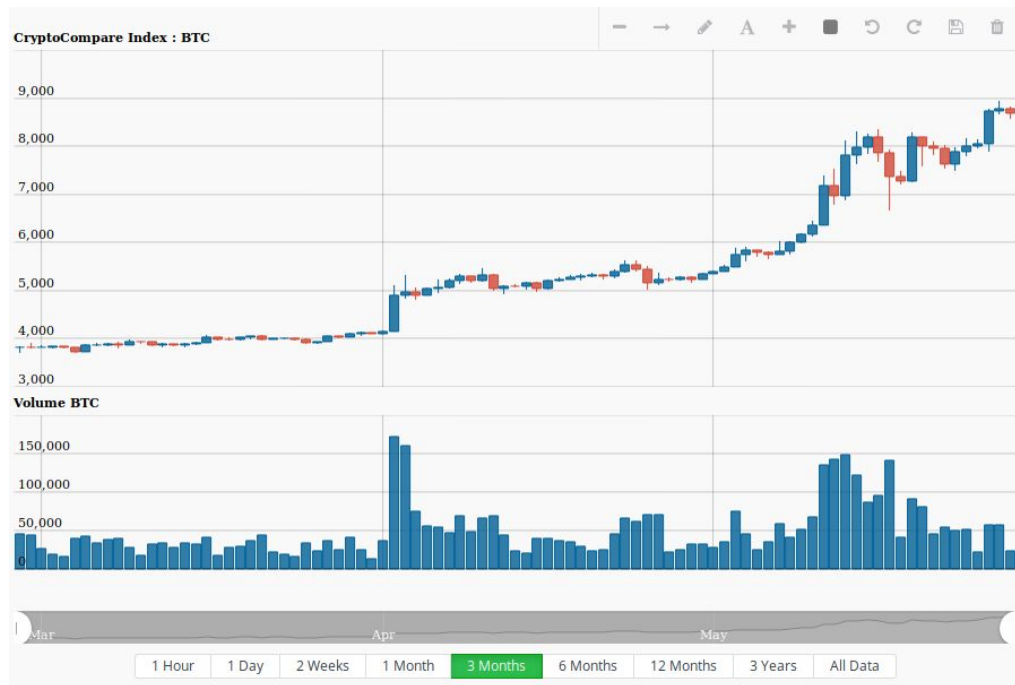 CryptoCompare Index : BTC
A
9,000
8,000
7,000
6,000
5,000
4,000
3,000
Volume BTC
150,000
100,000
50,000
0
Mar Apr May
1 Hour 1 Day 2 Weeks 1 Month 3 Months 6 Months 12 Months 3 Years All Data